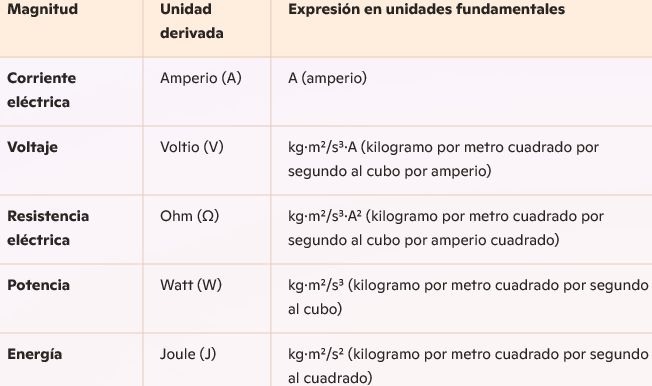 Magnitud
Unidad
derivada
Expresión en unidades fundamentales
Corriente
eléctrica
Amperio (A)
A (amperio)
Voltaje
Voltio (V)
kg·m²/s³·A (kilogramo por metro cuadrado por
segundo al cubo por amperio)
Resistencia
eléctrica
Ohm (Ω)
kg·m²/s³·A² (kilogramo por metro cuadrado por
segundo al cubo por amperio cuadrado)
Potencia
Watt (W)
kg·m²/s³ (kilogramo por metro cuadrado por segundo
al cubo)
Energía
Joule (J)
kg·m²/s² (kilogramo por metro cuadrado por segundo
al cuadrado)